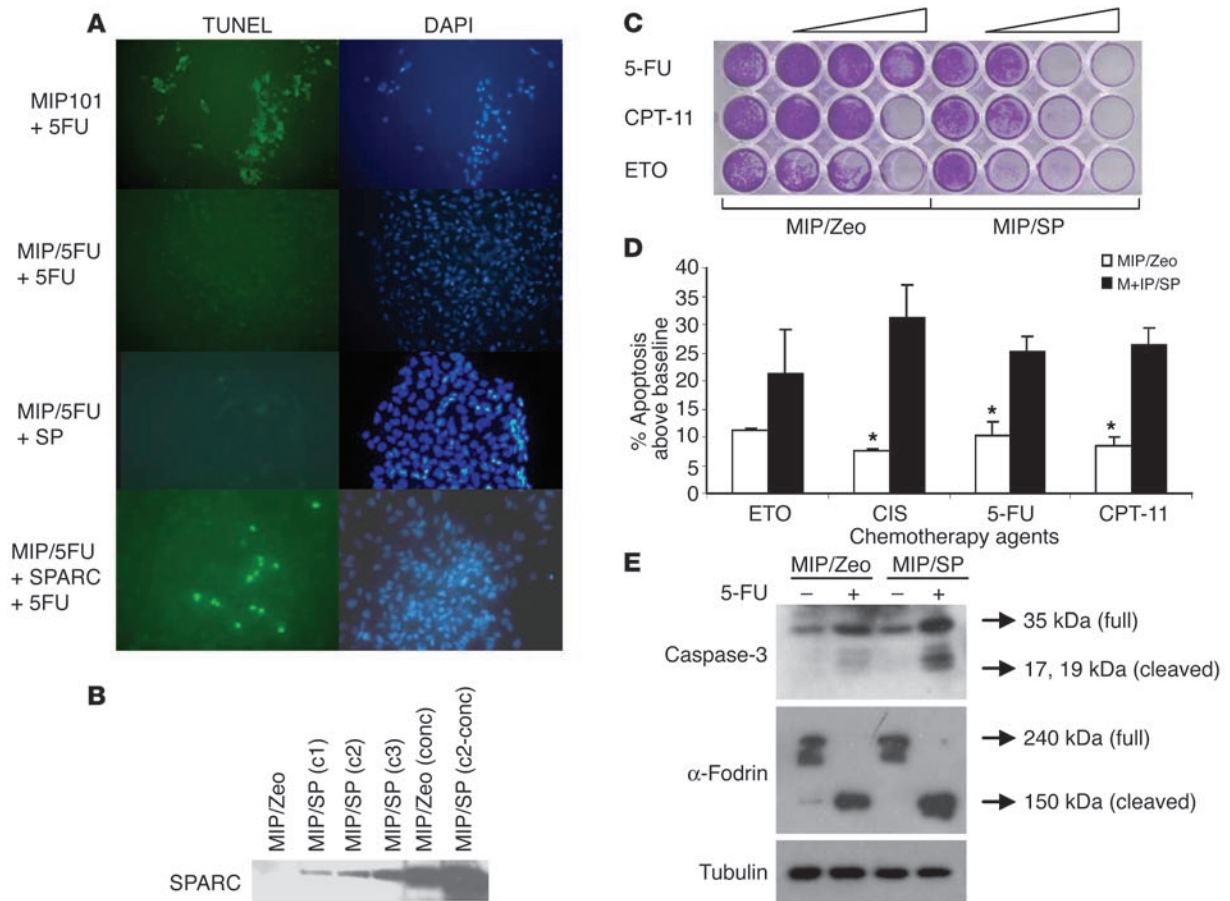 A
TUNEL
DAPI
MIP101
+ 5FU
MIP/5FU
+ 5FU
MIP/5FU
+ SP
MIP/5FU
+ SPARC
+ 5FU
B
MIP/Zeo
MIP/SP (c1)
MIP/SP (c2)
MIP/SP (c3)
MIP/Zeo (conc)
MIP/SP (c2-conc)
SPARC
C
5-FU
CPT-11
ETO
MIP/Zeo
MIP/SP
D
% Apoptosis
above baseline
40
35
30
25
20
15
10
5
0
MIP/Zeo
M+IP/SP
*
*
*
ETO
CIS
5-FU
CPT-11
Chemotherapy agents
E
MIP/Zeo
MIP/SP
5-FU
– + – +
Caspase-3
35 kDa (full)
17, 19 kDa (cleaved)
α-Fodrin
240 kDa (full)
150 kDa (cleaved)
Tubulin